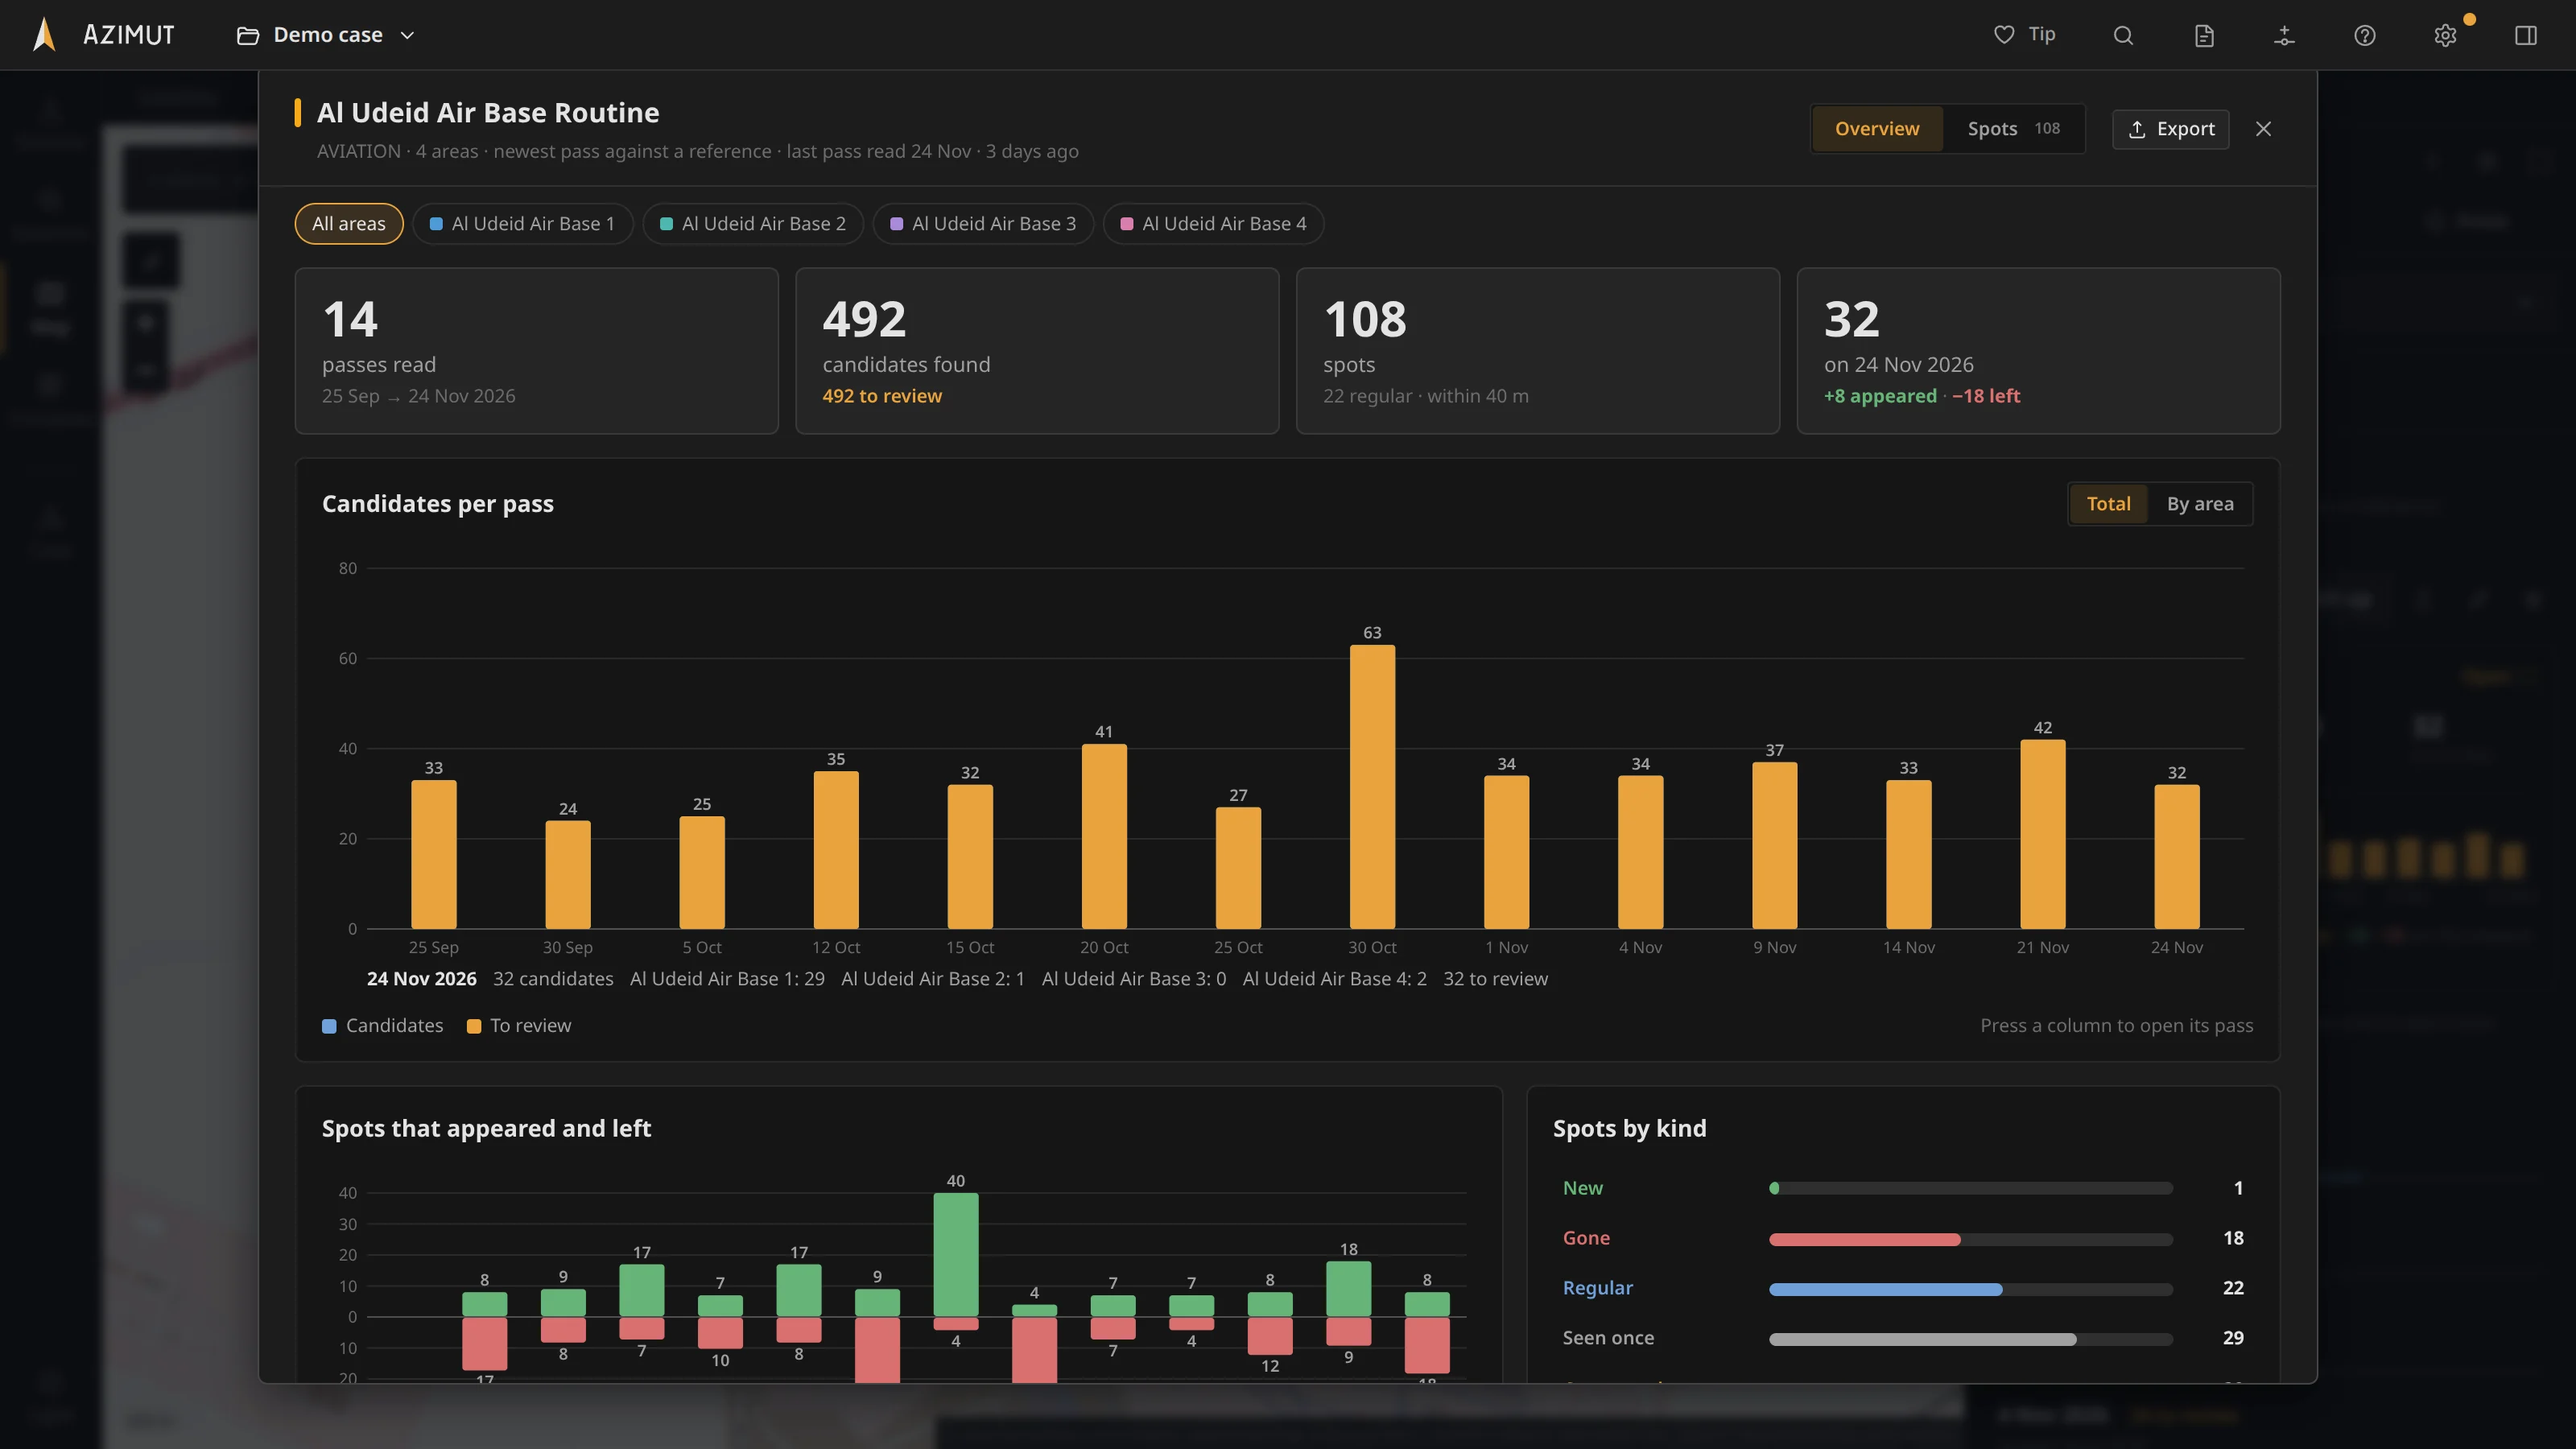 AZIMUT
Demo case
Tip
Al Udeid Air Base Routine
AVIATION · 4 areas · newest pass against a reference · last pass read 24 Nov · 3 days ago
Overview
Spots 108
Export
All areas
Al Udeid Air Base 1
Al Udeid Air Base 2
Al Udeid Air Base 3
Al Udeid Air Base 4
14
passes read
25 Sep → 24 Nov 2026
492
candidates found
492 to review
108
spots
22 regular · within 40 m
32
on 24 Nov 2026
+8 appeared · −18 left
Candidates per pass
Total
By area
80
60
40
20
0
33
24
25
35
32
41
27
63
34
34
37
33
42
32
25 Sep
30 Sep
5 Oct
12 Oct
15 Oct
20 Oct
25 Oct
30 Oct
1 Nov
4 Nov
9 Nov
14 Nov
21 Nov
24 Nov
24 Nov 2026 32 candidates Al Udeid Air Base 1: 29 Al Udeid Air Base 2: 1 Al Udeid Air Base 3: 0 Al Udeid Air Base 4: 2 32 to review
Candidates
To review
Press a column to open its pass
Spots that appeared and left
40
30
20
10
0
10
20
8
9
17
7
17
9
40
4
7
7
8
18
8
17
8
7
10
8
4
7
4
12
9
18
Spots by kind
New 1
Gone 18
Regular 22
Seen once 29